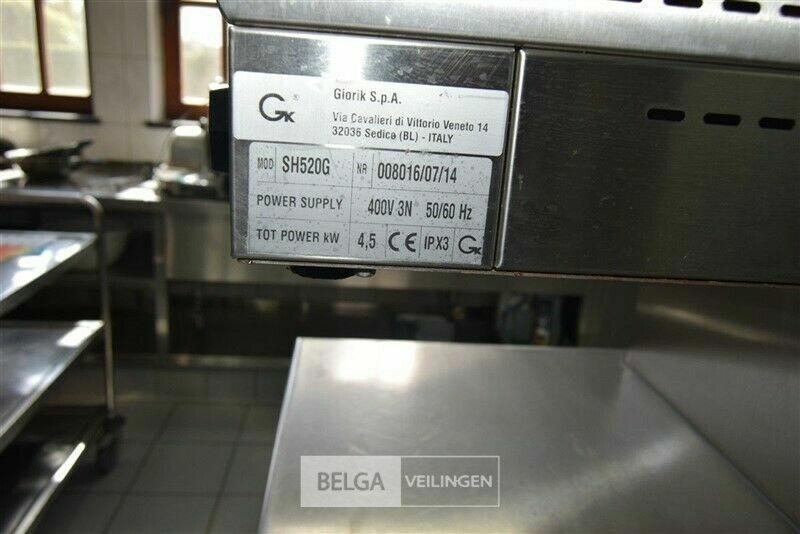 GK ®
Giorik S.p.A.
Via Cavalieri di Vittorio Veneto 14
32036 Sedico (BL) - ITALY
MOD SH520G NR 008016/07/14
POWER SUPPLY 400V 3N 50/60 Hz
TOT POWER kW 4,5 CE IPX3 GK
BELGA VEILINGEN